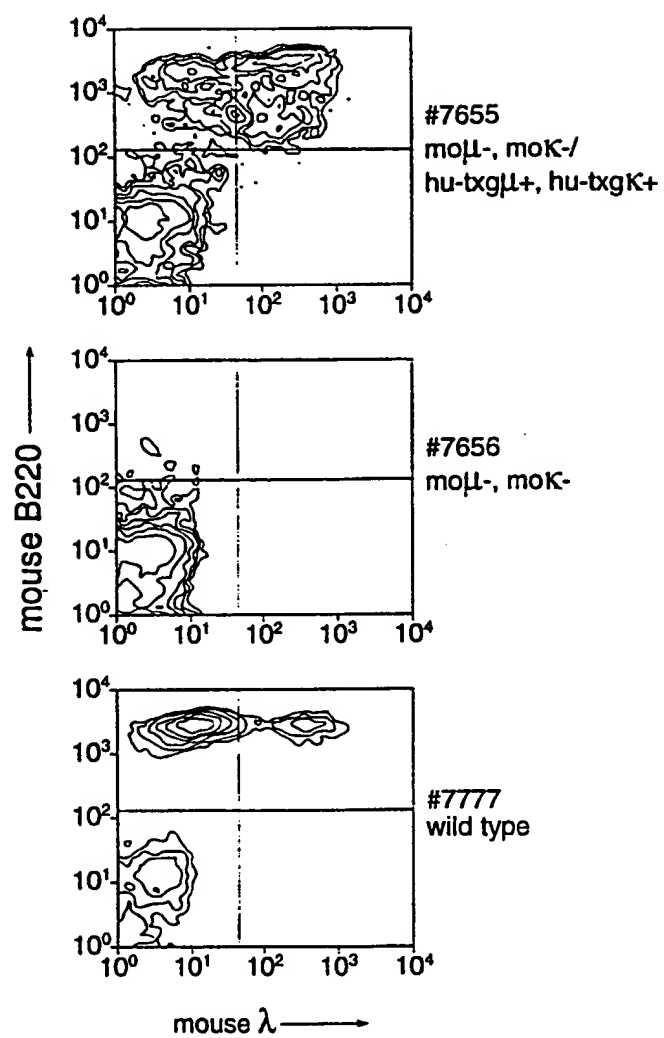 10⁴
10³
10²
10¹
10⁰
10⁰ 10¹ 10² 10³ 10⁴
#7655
moμ-, moκ-/
hu-txgμ+, hu-txgκ+
10⁴
10³
10²
10¹
10⁰
10⁰ 10¹ 10² 10³ 10⁴
#7656
moμ-, moκ-
10⁴
10³
10²
10¹
10⁰
10⁰ 10¹ 10² 10³ 10⁴
#7777
wild type
mouse B220
mouse λ